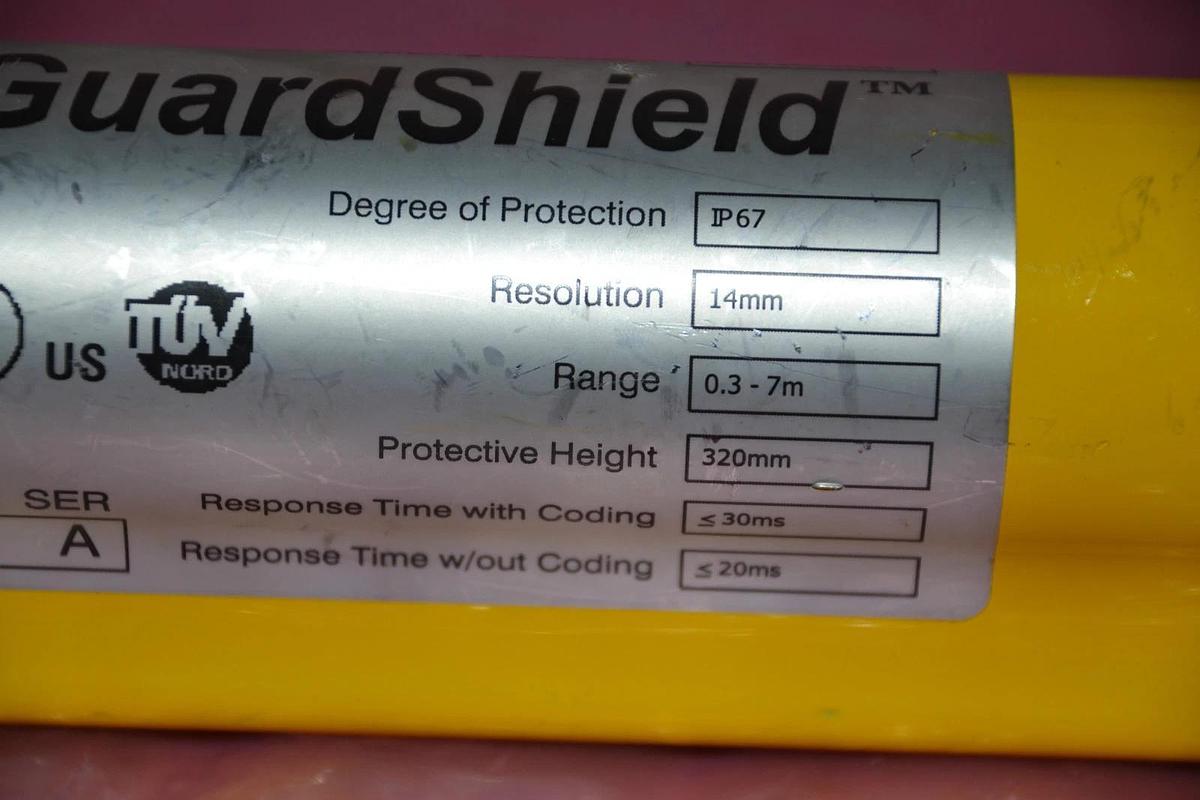 GuardShield™
Degree of Protection IP67
Resolution 14mm
Range 0.3 - 7m
Protective Height 320mm
Response Time with Coding ≤ 30ms
Response Time w/out Coding ≤ 20ms
US
TÜV
NORD
SER
A